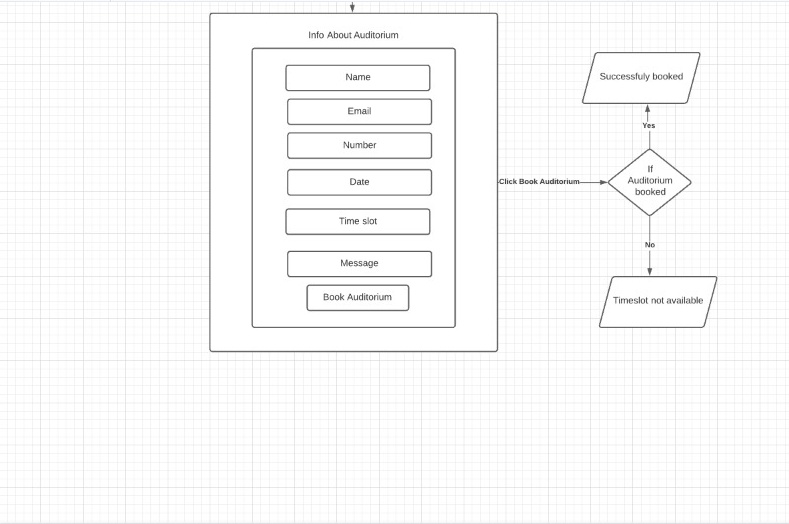 Info About Auditorium
Name
Email
Number
Date
Time slot
Message
Book Auditorium
Click Book Auditorium
Successfuly booked
Yes
If
Auditorium
booked
No
Timeslot not available